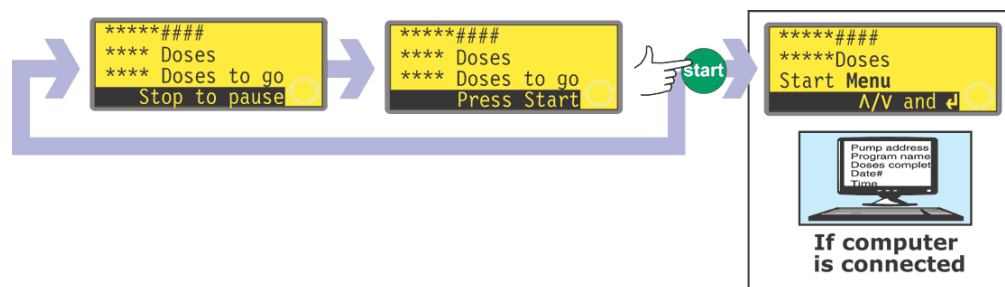 *****####
**** Doses
**** Doses to go
Stop to pause
*****####
**** Doses
**** Doses to go
Press Start
start
*****####
*****Doses
Start Menu
Λ/V and ↲
Pump address
Program name
Doses complet
Date#
Time
If computer
is connected